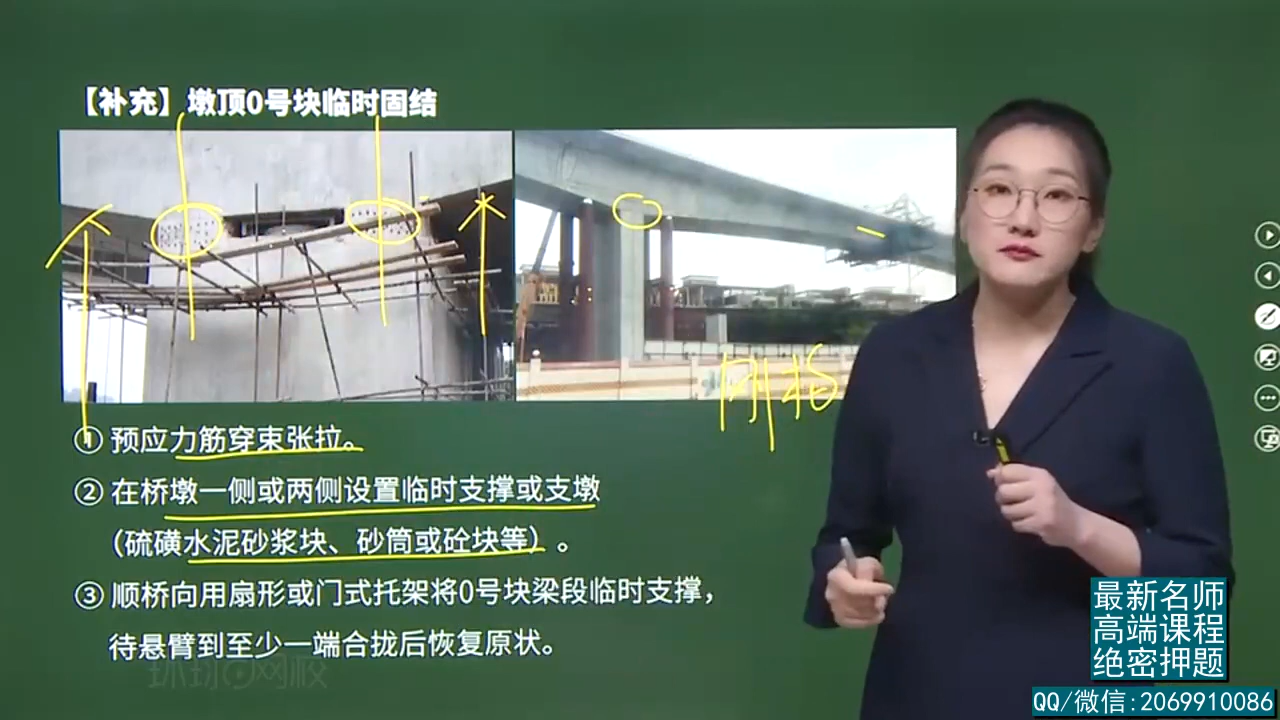 【补充】墩顶0号块临时固结
刚构
① 预应力筋穿束张拉。
② 在桥墩一侧或两侧设置临时支撑或支墩
（硫磺水泥砂浆块、砂筒或砼块等）。
③ 顺桥向用扇形或门式托架将0号块梁段临时支撑，
待悬臂到至少一端合拢后恢复原状。
环球网校
最新名师
高端课程
绝密押题
QQ/微信:2069910086